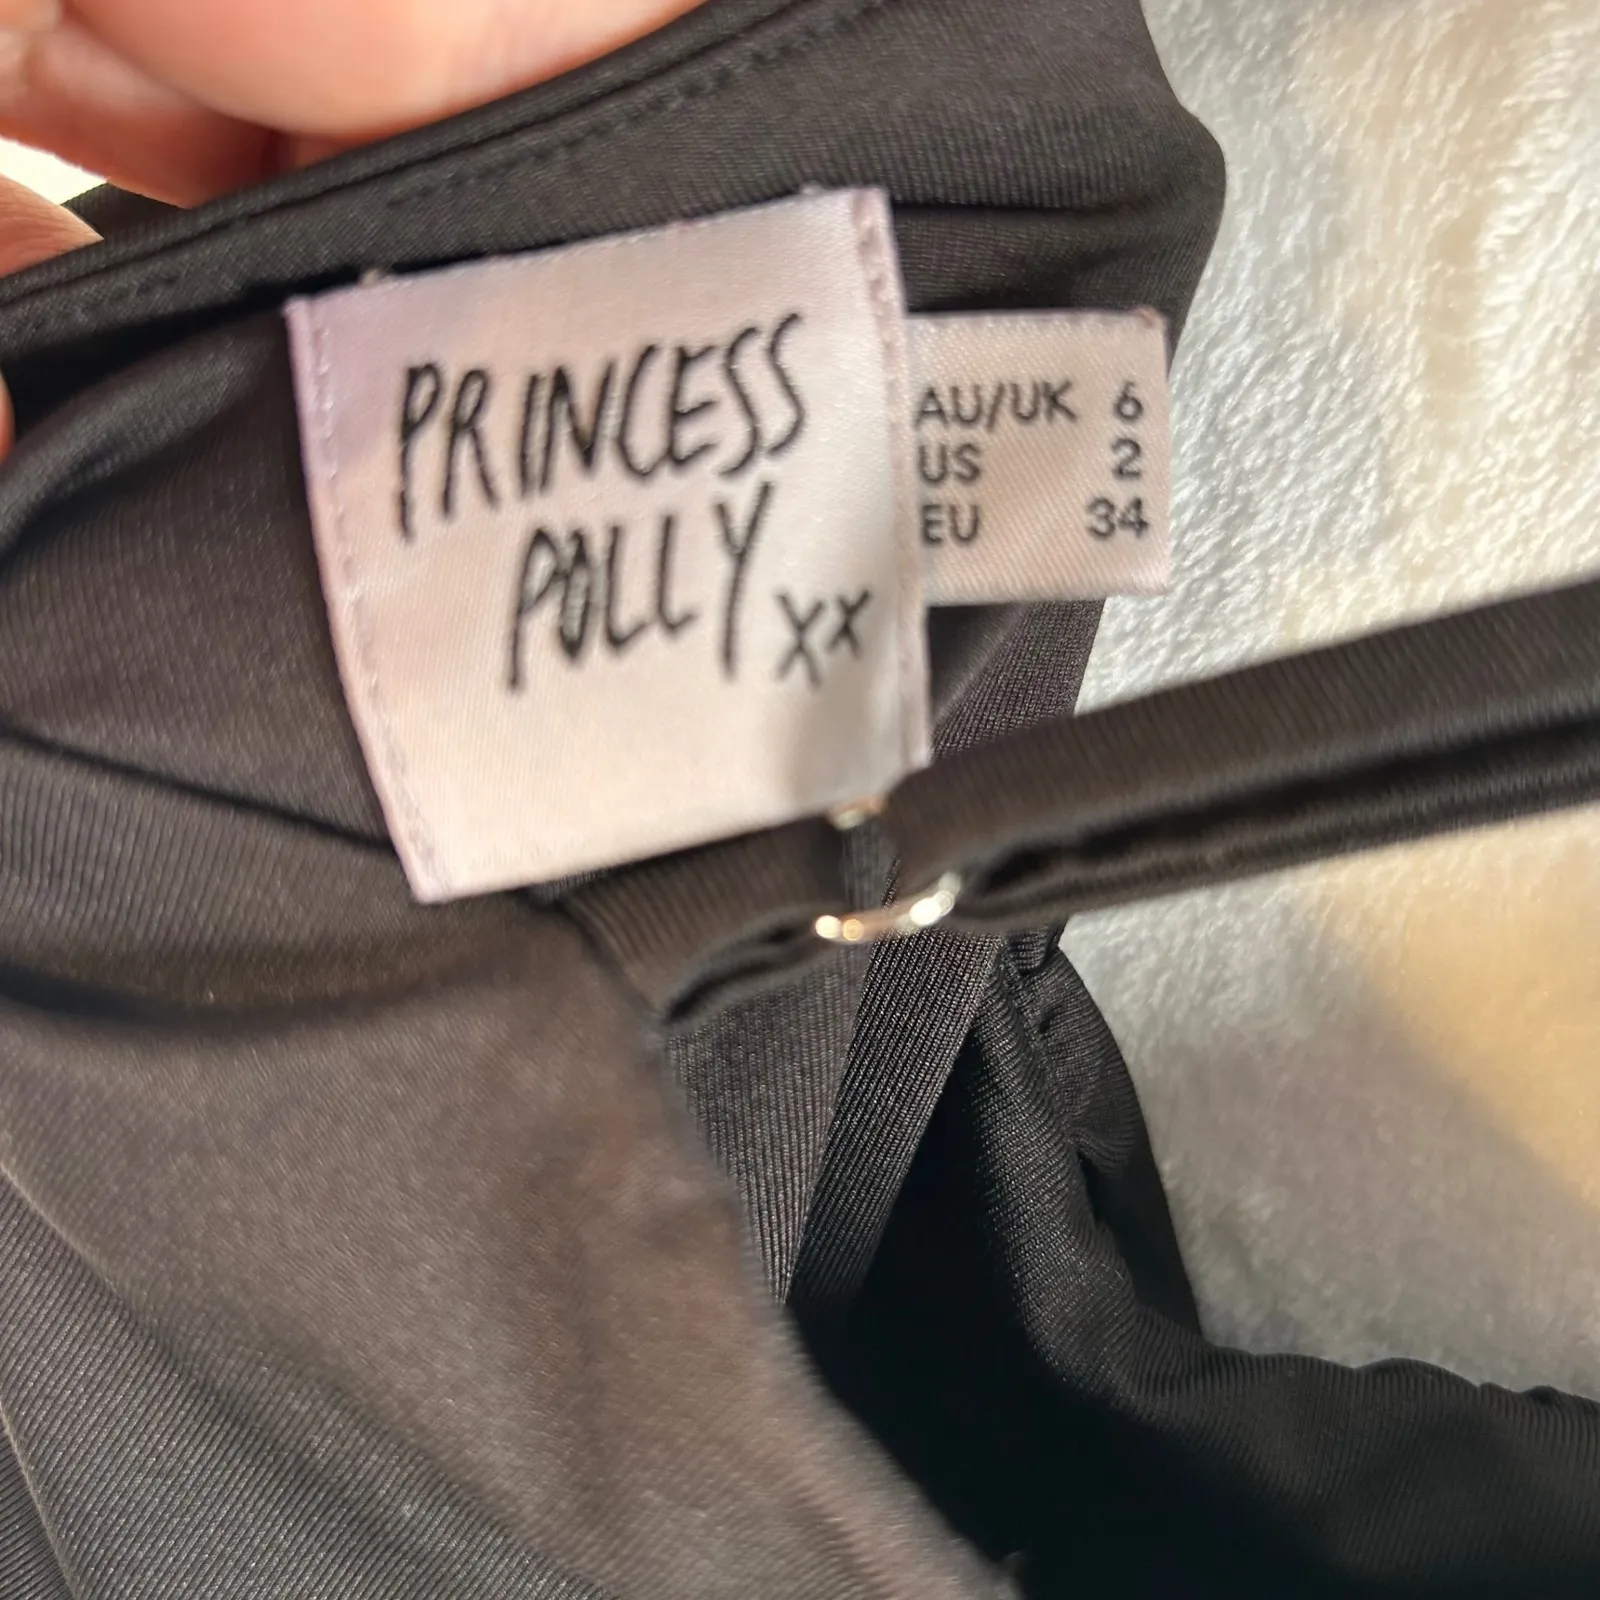 PRINCESS
POLLY xx
AU/UK 6
US 2
EU 34